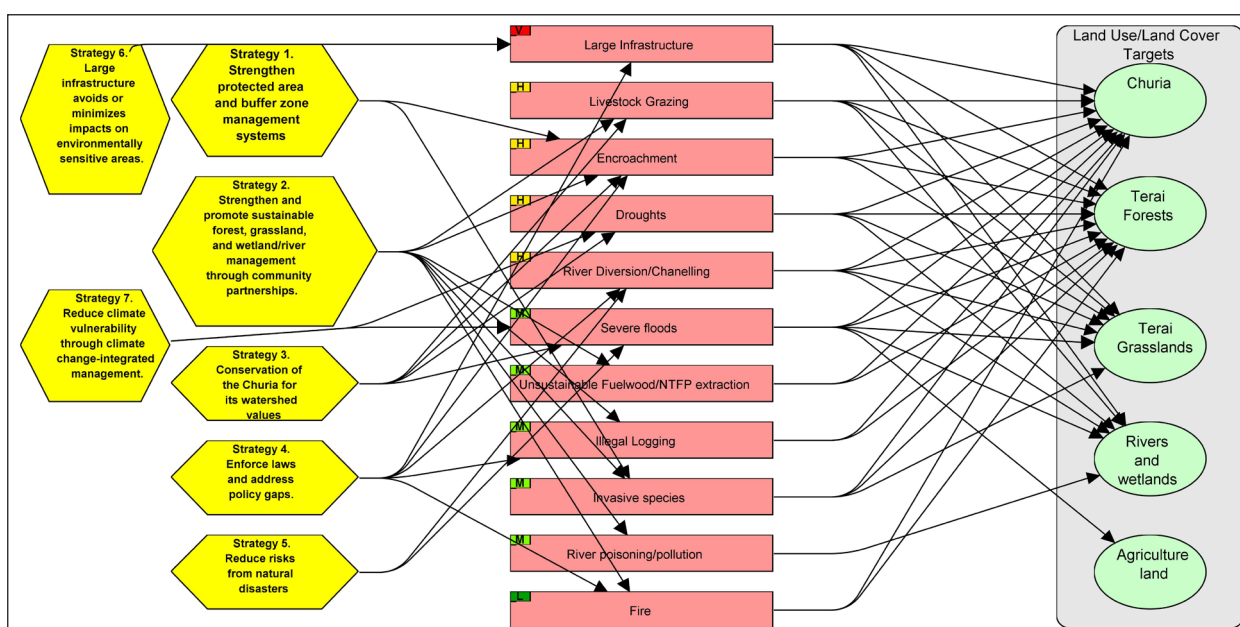 Strategy 6.
Large
infrastructure
avoids or
minimizes
impacts on
environmentally
sensitive areas.
Strategy 1.
Strengthen
protected area
and buffer zone
management
systems
Strategy 2.
Strengthen and
promote sustainable
forest, grassland,
and wetland/river
management
through community
partnerships.
Strategy 7.
Reduce climate
vulnerability
through climate
change-integrated
management.
Strategy 3.
Conservation of
the Churia for
its watershed
values
Strategy 4.
Enforce laws
and address
policy gaps.
Strategy 5.
Reduce risks
from natural
disasters
V
Large Infrastructure
H
Livestock Grazing
H
Encroachment
H
Droughts
H
River Diversion/Chanelling
M
Severe floods
M
Unsustainable Fuelwood/NTFP extraction
M
Illegal Logging
M
Invasive species
M
River poisoning/pollution
L
Fire
Land Use/Land Cover
Targets
Churia
Terai
Forests
Terai
Grasslands
Rivers
and
wetlands
Agriculture
land